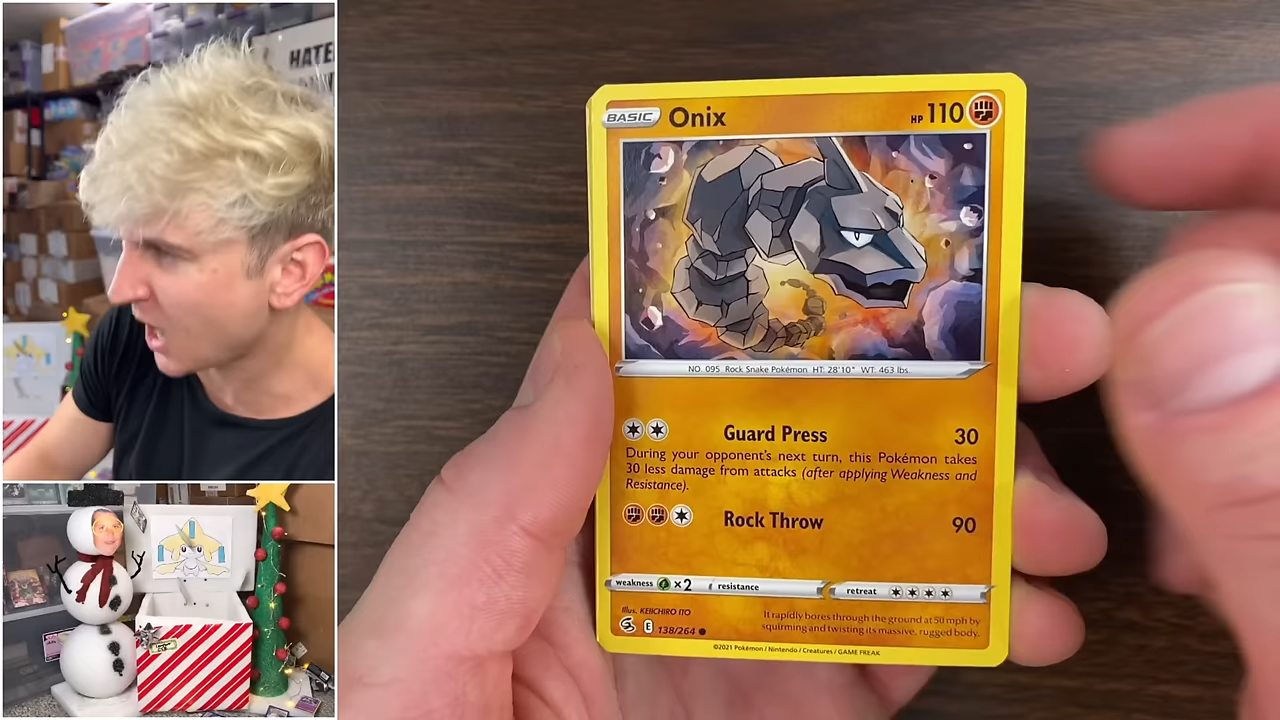 HATE
BASIC Onix HP 110
NO. 095 Rock Snake Pokémon HT: 28'10" WT: 463 lbs.
Guard Press 30
During your opponent's next turn, this Pokémon takes
30 less damage from attacks (after applying Weakness and
Resistance).
Rock Throw 90
weakness ×2 resistance retreat
Illus. KEIICHIRO ITO
It rapidly bores through the ground at 50 mph by
squirming and twisting its massive, rugged body.
E 138/264
©2021 Pokémon / Nintendo / Creatures / GAME FREAK